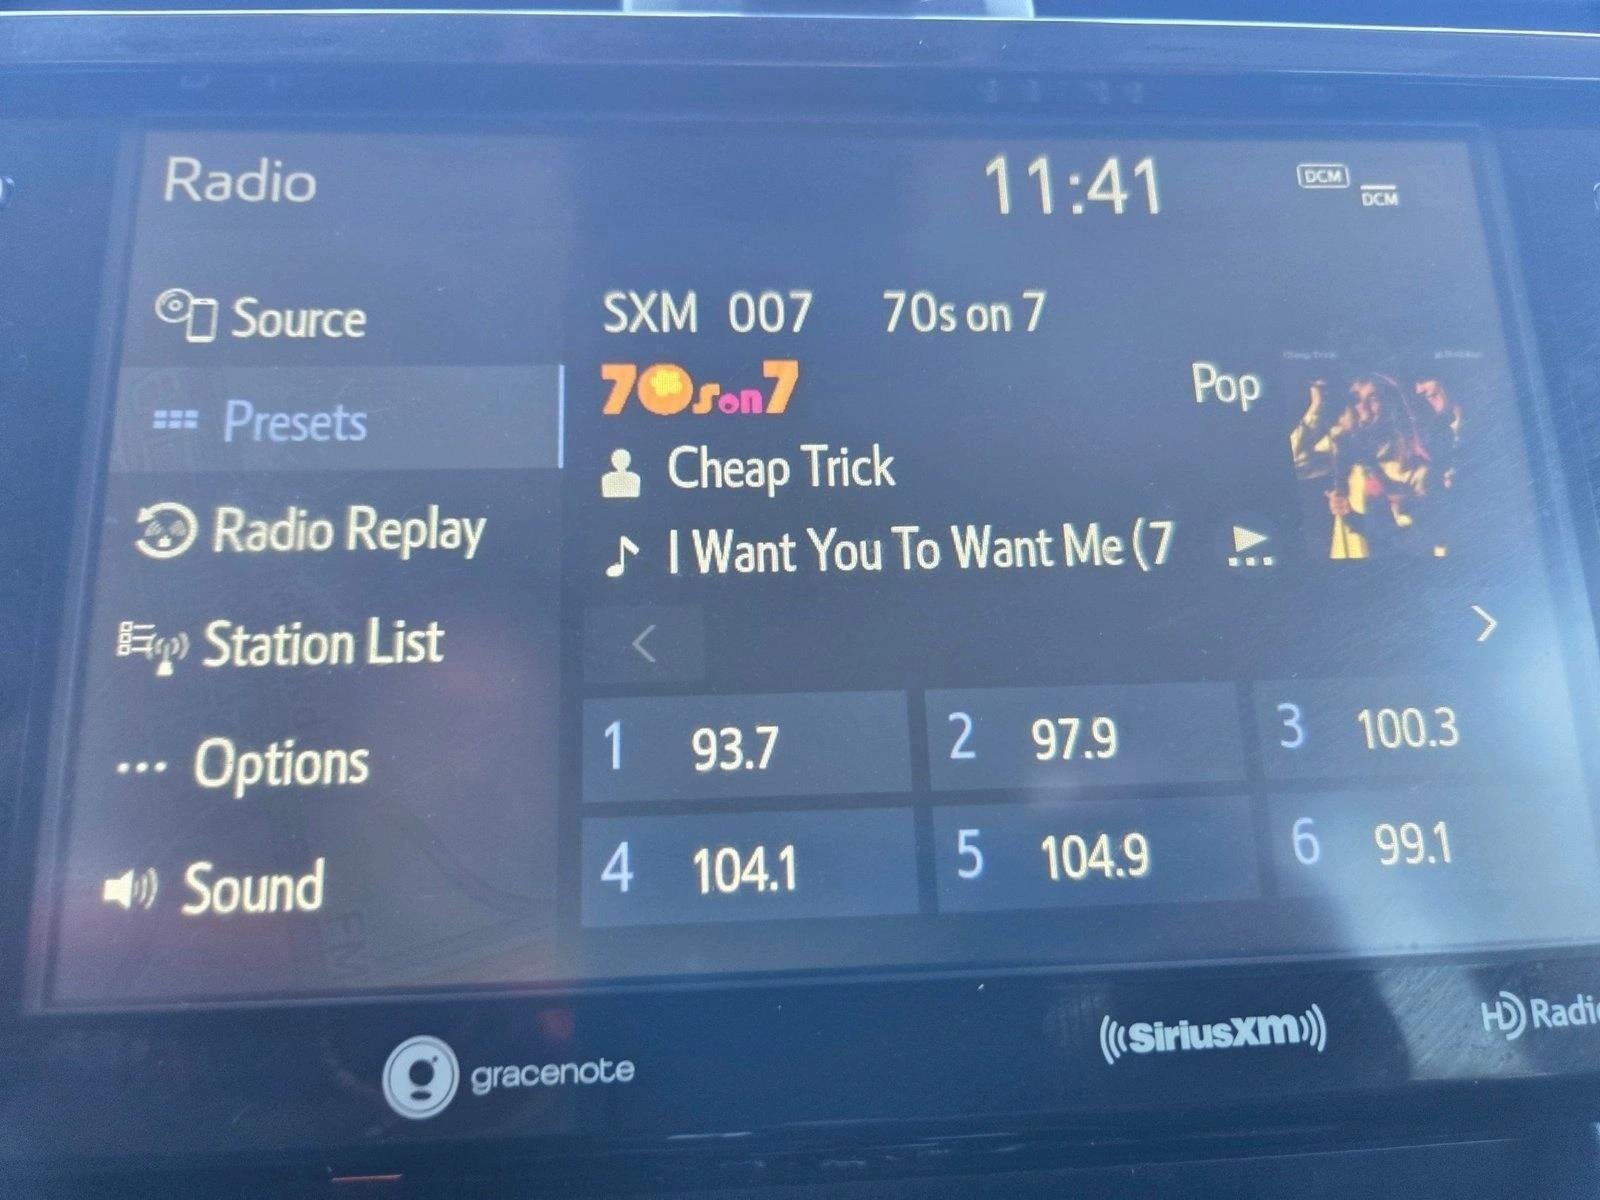 Radio
11:41
DCM
DCM
Source
SXM 007 70s on 7
70s on 7
Pop
Presets
Cheap Trick
Radio Replay
I Want You To Want Me (7
Station List
1 93.7
2 97.9
3 100.3
Options
4 104.1
5 104.9
6 99.1
Sound
gracenote
SiriusXM
HD Radio